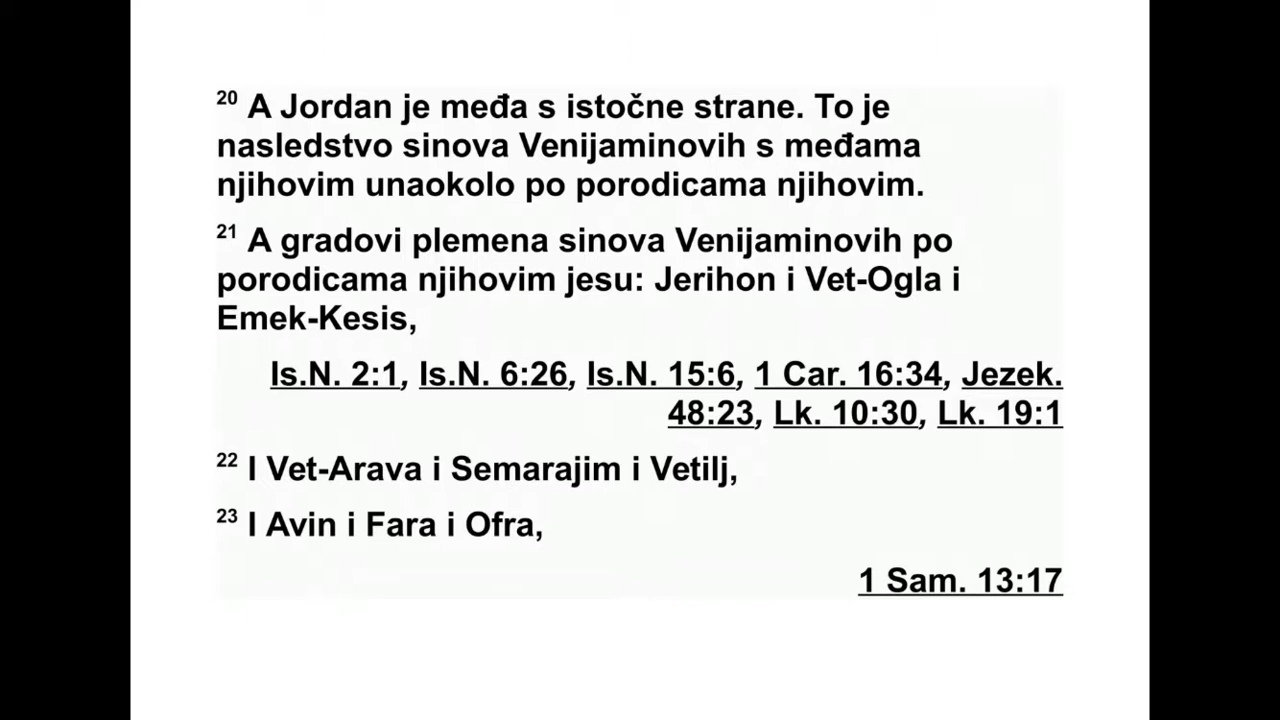 20 A Jordan je međa s istočne strane. To je
nasledstvo sinova Venijaminovih s međama
njihovim unaokolo po porodicama njihovim.
21 A gradovi plemena sinova Venijaminovih po
porodicama njihovim jesu: Jerihon i Vet-Ogla i
Emek-Kesis,
Is.N. 2:1, Is.N. 6:26, Is.N. 15:6, 1 Car. 16:34, Jezek.
48:23, Lk. 10:30, Lk. 19:1
22 I Vet-Arava i Semarajim i Vetilj,
23 I Avin i Fara i Ofra,
1 Sam. 13:17